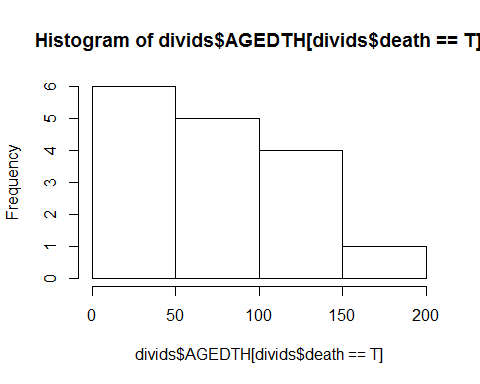 Histogram of divids$AGEDTH[divids$death == T]
Frequency
6
5
4
3
2
1
0
0 50 100 150 200
divids$AGEDTH[divids$death == T]